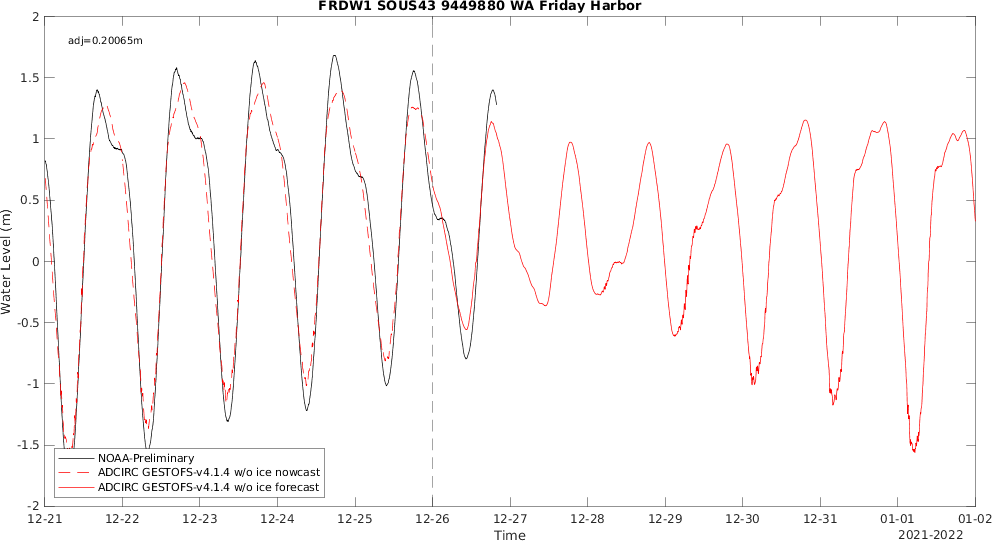 FRDW1 SOUS43 9449880 WA Friday Harbor
adj=0.20065m
2
1.5
1
0.5
0
-0.5
-1
-1.5
-2
Water Level (m)
NOAA-Preliminary
ADCIRC GESTOFS-v4.1.4 w/o ice nowcast
ADCIRC GESTOFS-v4.1.4 w/o ice forecast
12-21 12-22 12-23 12-24 12-25 12-26 12-27 12-28 12-29 12-30 12-31 01-01 01-02
Time
2021-2022